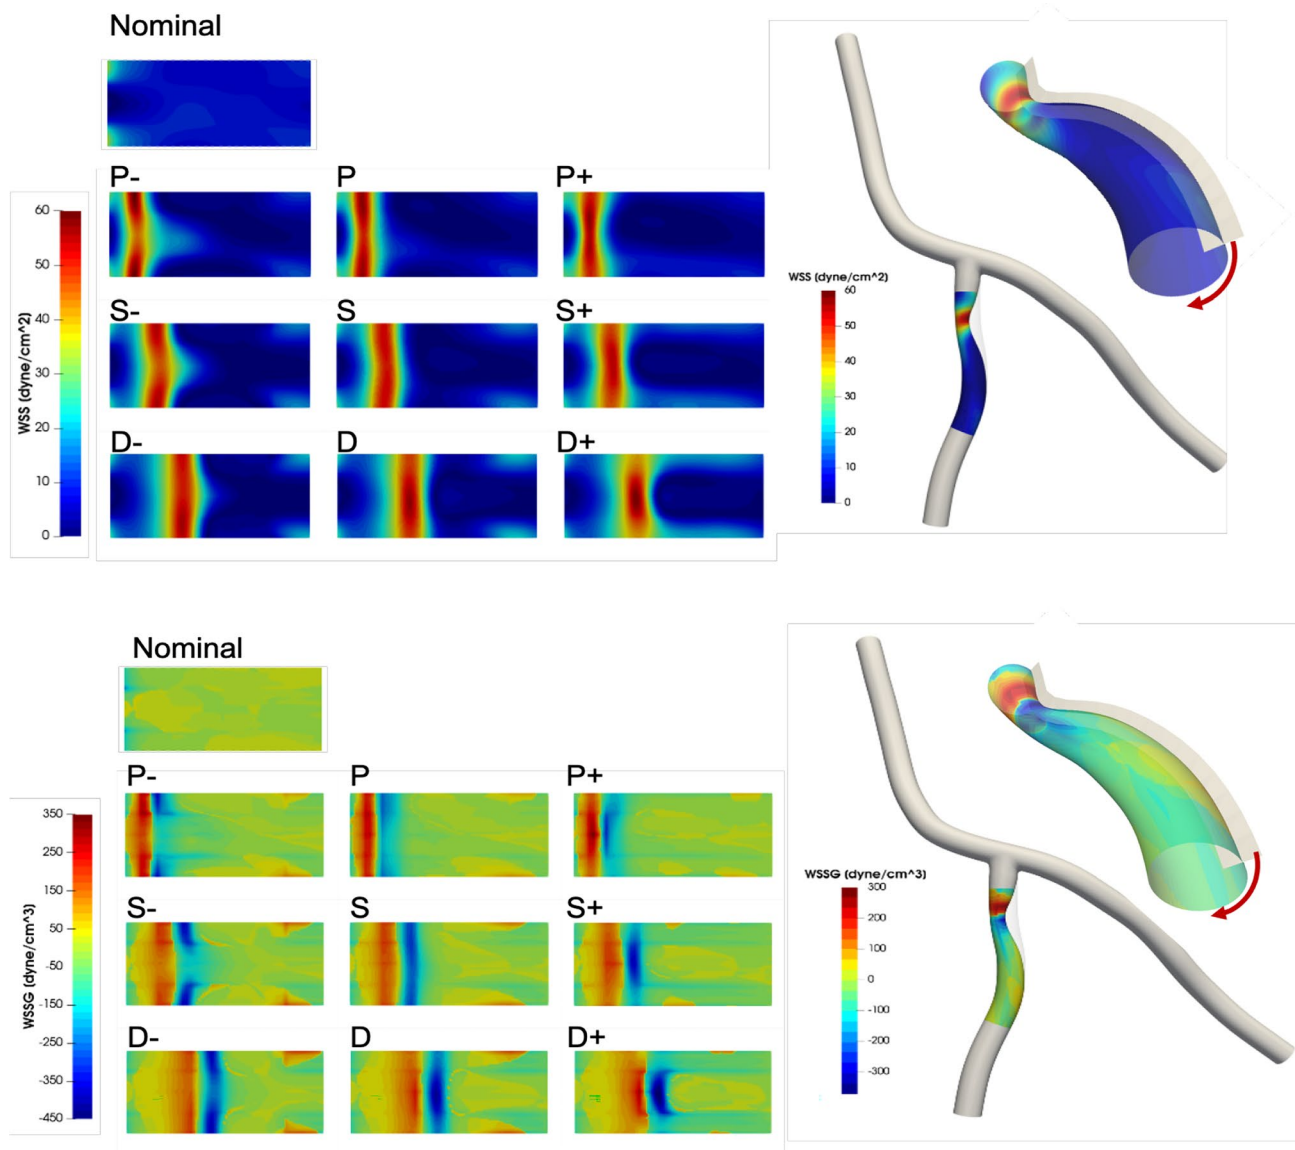 Nominal
P-
P
P+
S-
S
S+
D-
D
D+
WSS (dyne/cm^2)
60
50
40
30
20
10
0
WSS (dyne/cm^2)
60
50
40
30
20
10
0
Nominal
P-
P
P+
S-
S
S+
D-
D
D+
WSSG (dyne/cm^3)
350
250
150
50
-50
-150
-250
-350
-450
WSSG (dyne/cm^3)
300
200
100
0
-100
-200
-300